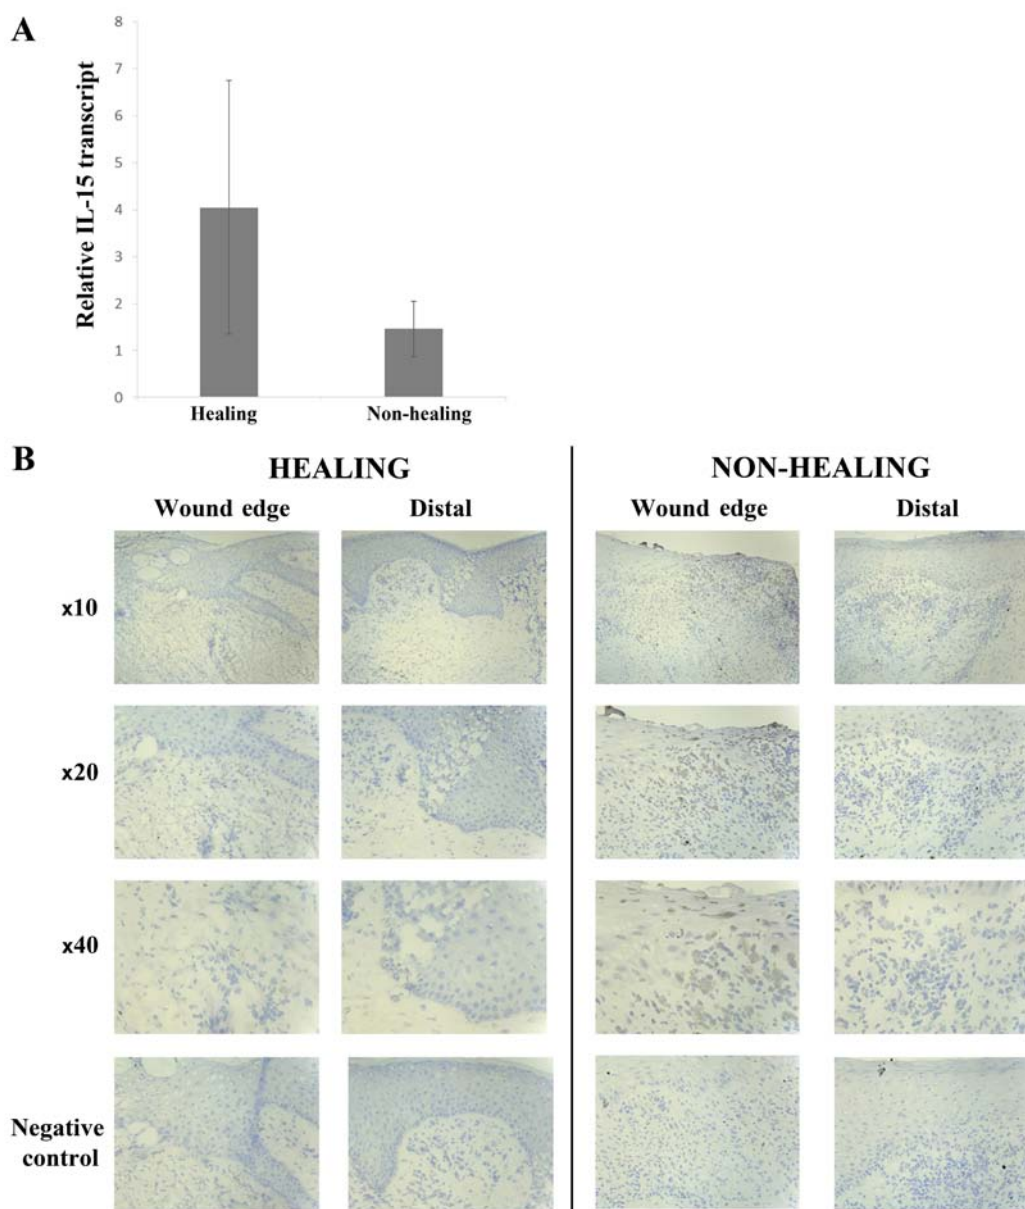 A
Relative IL-15 transcript
8
7
6
5
4
3
2
1
0
Healing Non-healing
B
HEALING NON-HEALING
Wound edge Distal Wound edge Distal
x10
x20
x40
Negative
control